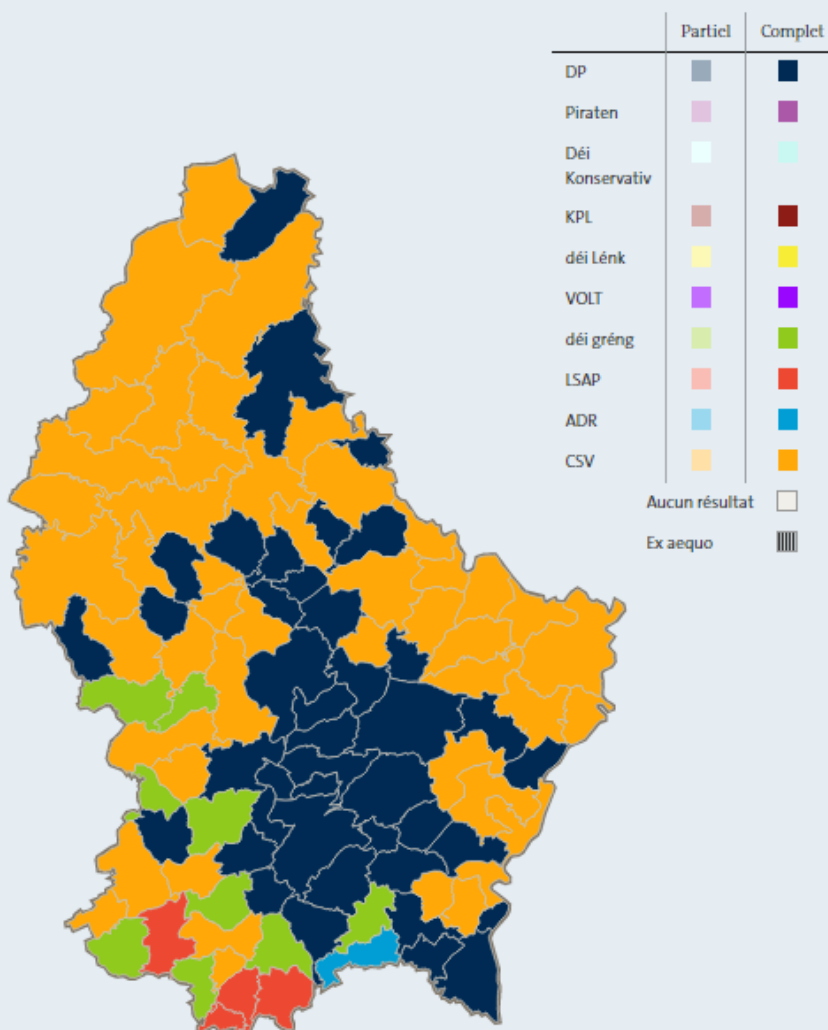 Partiel Complet
DP
Piraten
Déi
Konservativ
KPL
déi Lénk
VOLT
déi gréng
LSAP
ADR
CSV
Aucun résultat
Ex aequo